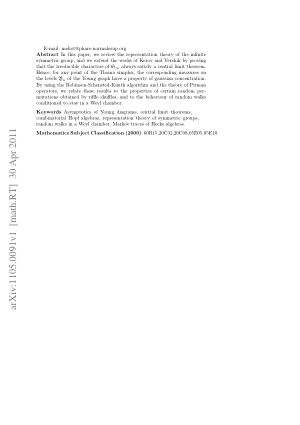 E-mail: meliot@phare.normalesup.org
Abstract In this paper, we review the representation theory of the infinite
symmetric group, and we extend the works of Kerov and Vershik by proving
that the irreducible characters of 𝔖∞ always satisfy a central limit theorem.
Hence, for any point of the Thoma simplex, the corresponding measures on
the levels 𝔜n of the Young graph have a property of gaussian concentration.
By using the Robinson-Schensted-Knuth algorithm and the theory of Pitman
operators, we relate these results to the properties of certain random per-
mutations obtained by riffle shuffles, and to the behaviour of random walks
conditioned to stay in a Weyl chamber.
Keywords Asymptotics of Young diagrams, central limit theorems,
combinatorial Hopf algebras, representation theory of symmetric groups,
random walks in a Weyl chamber, Markov traces of Hecke algebras.
Mathematics Subject Classification (2000) 60B15,20C32,20C08,05E05,05E10
arXiv:1105.0091v1 [math.RT] 30 Apr 2011